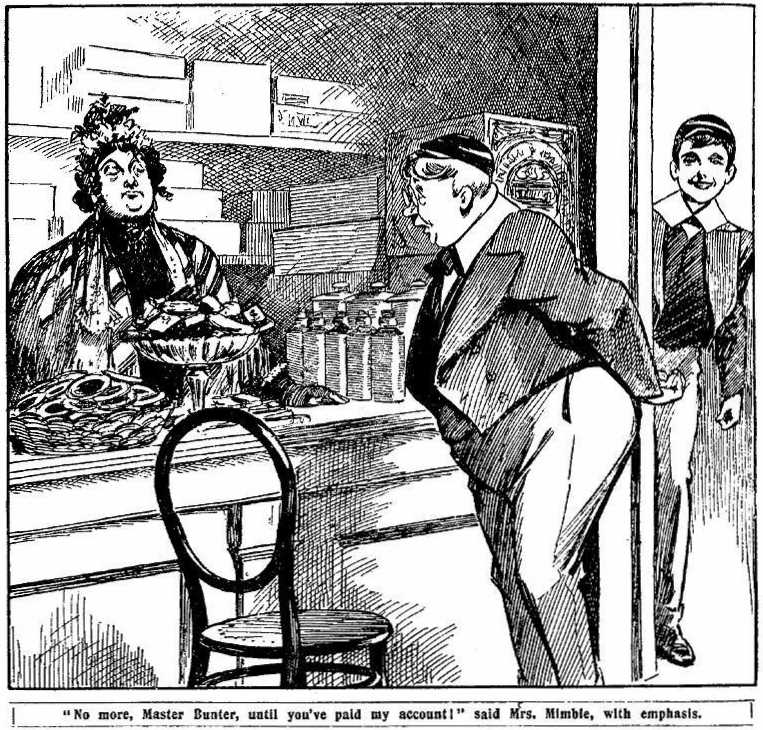 "No more, Master Bunter, until you've paid my account!" said Mrs. Mimble, with emphasis.